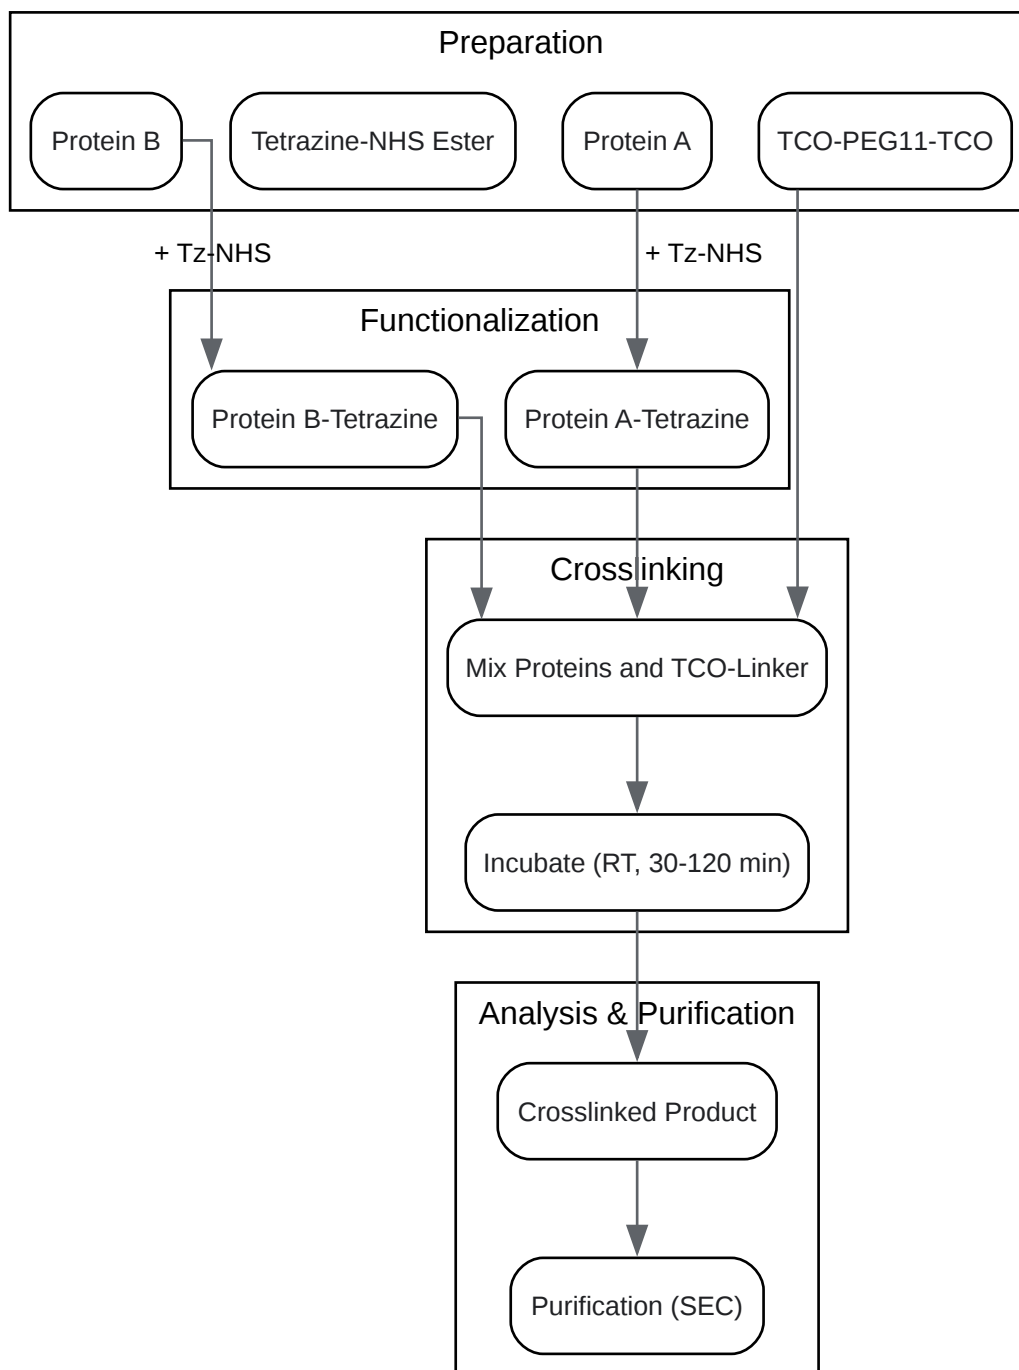 Preparation
Protein B
Tetrazine-NHS Ester
Protein A
TCO-PEG11-TCO
+ Tz-NHS
+ Tz-NHS
Functionalization
Protein B-Tetrazine
Protein A-Tetrazine
Crosslinking
Mix Proteins and TCO-Linker
Incubate (RT, 30-120 min)
Analysis & Purification
Crosslinked Product
Purification (SEC)